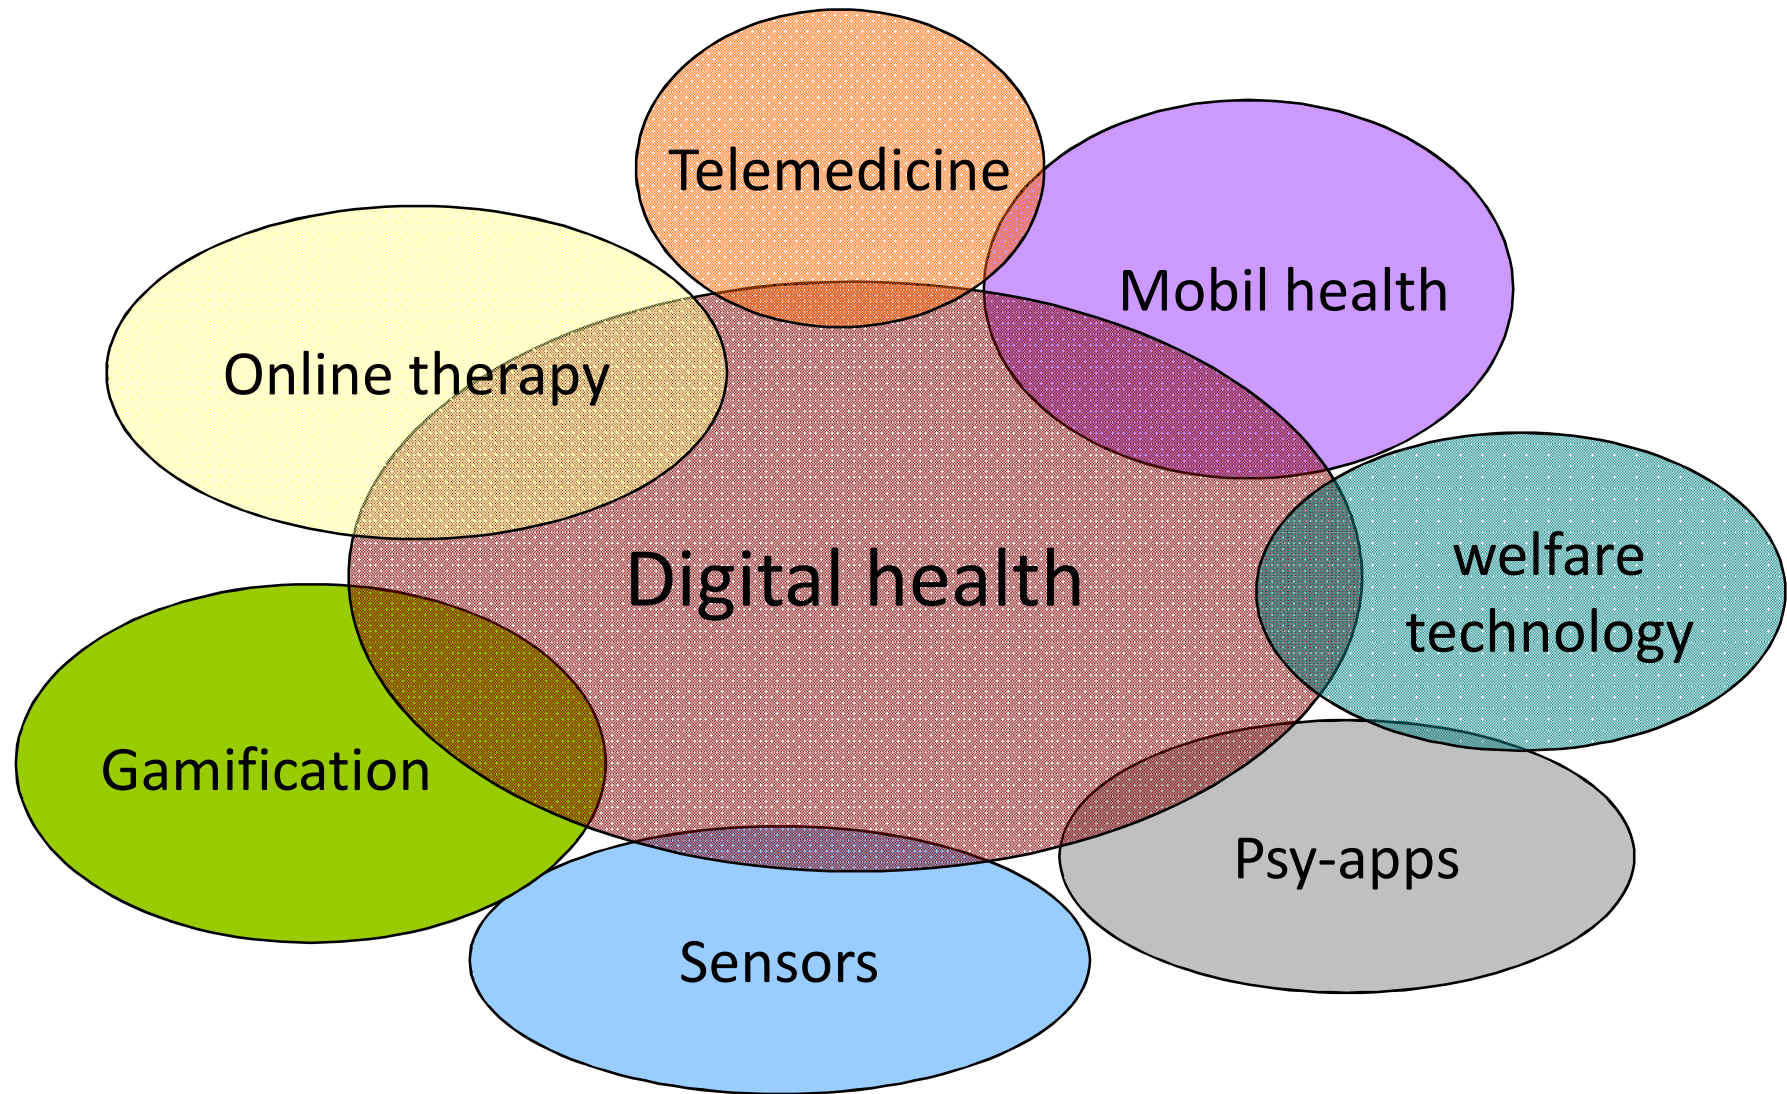 Telemedicine
Mobil health
Online therapy
welfare
technology
Digital health
Gamification
Psy-apps
Sensors